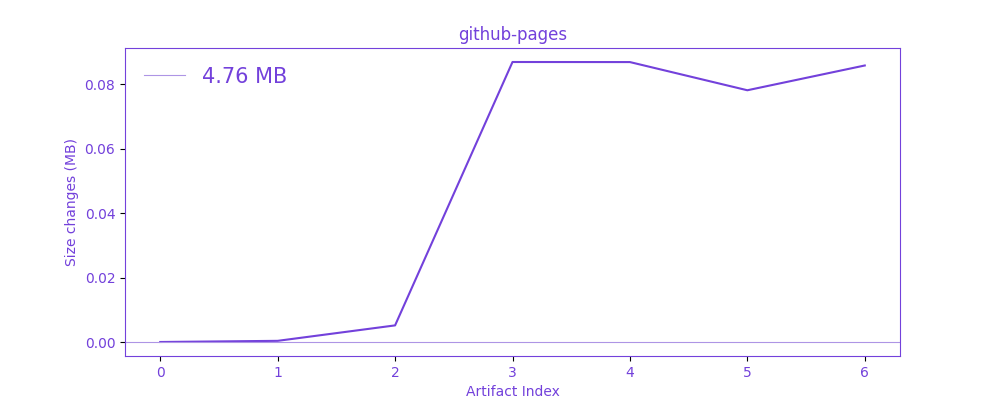 github-pages
4.76 MB
Size changes (MB)
0.08
0.06
0.04
0.02
0.00
0 1 2 3 4 5 6
Artifact Index